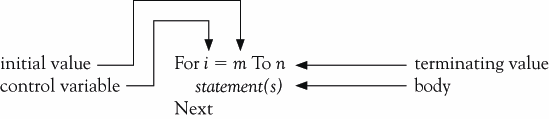 initial value For i = m To n terminating value
control variable statement(s) body
Next